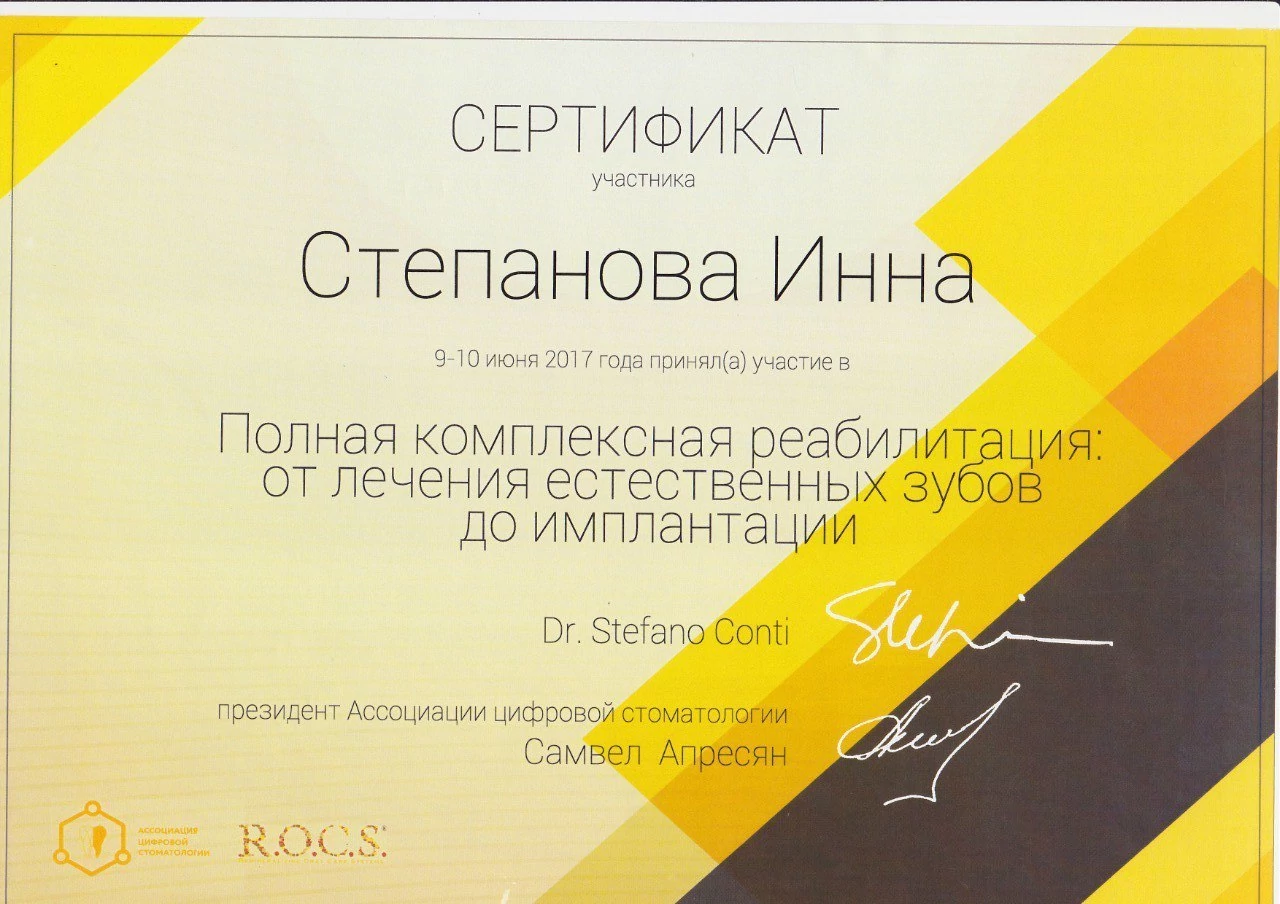 СЕРТИФИКАТ
участника
Степанова Инна
9-10 июня 2017 года принял(а) участие в
Полная комплексная реабилитация:
от лечения естественных зубов
до имплантации
Dr. Stefano Conti
президент Ассоциации цифровой стоматологии
Самвел Апресян
АССОЦИАЦИЯ
ЦИФРОВОЙ
СТОМАТОЛОГИИ
R.O.C.S.